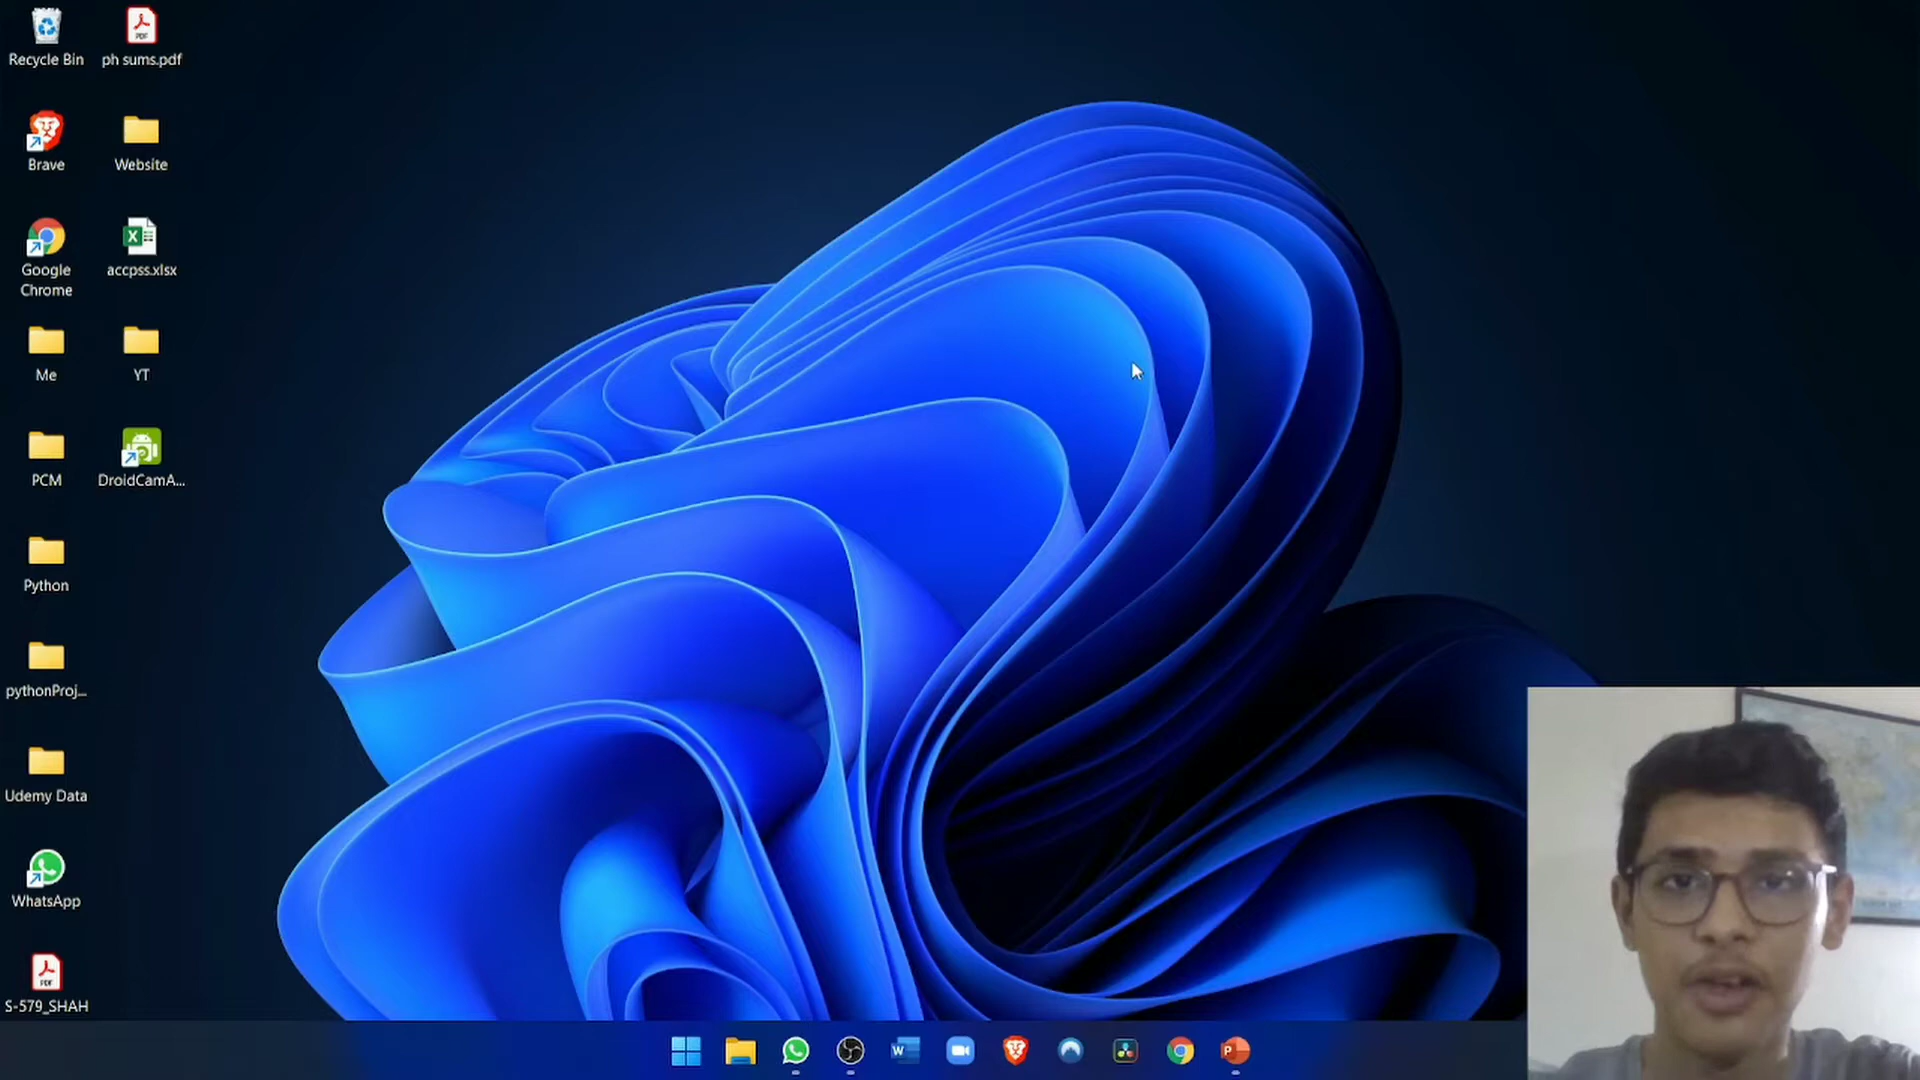 Recycle Bin
ph sums.pdf
Brave
Website
Google
Chrome
accpss.xlsx
Me
YT
PCM
DroidCamA...
Python
pythonProj...
Udemy Data
WhatsApp
S-579_SHAH